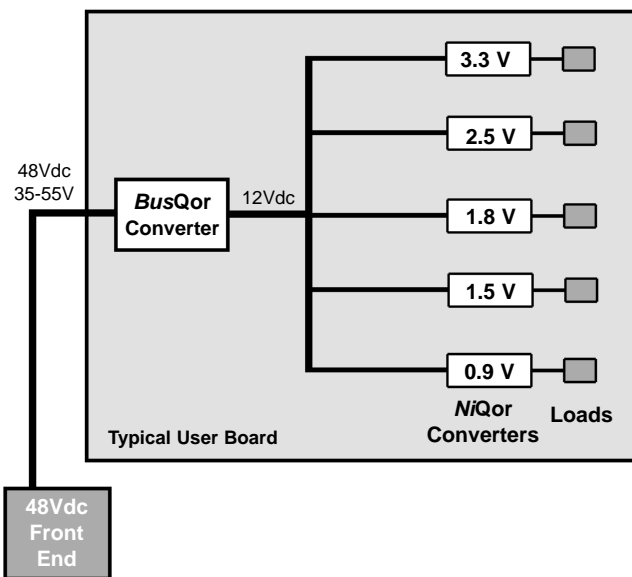 3.3 V
2.5 V
48Vdc
35-55V
BusQor
Converter
12Vdc
1.8 V
1.5 V
0.9 V
NiQor
Converters
Loads
Typical User Board
48Vdc
Front
End